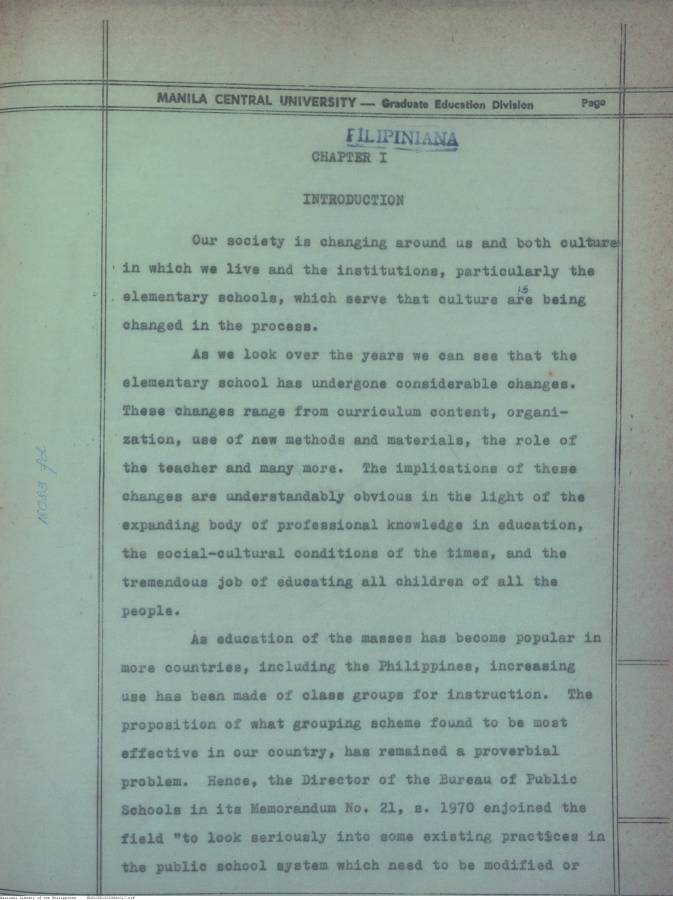 MANILA CENTRAL UNIVERSITY — Graduate Education Division Page
FILIPINIANA
CHAPTER I
INTRODUCTION
Our society is changing around us and both culture
in which we live and the institutions, particularly the
is
elementary schools, which serve that culture are being
changed in the process.
As we look over the years we can see that the
elementary school has undergone considerable changes.
These changes range from curriculum content, organi-
zation, use of new methods and materials, the role of
the teacher and many more. The implications of these
changes are understandably obvious in the light of the
expanding body of professional knowledge in education,
the social-cultural conditions of the times, and the
tremendous job of educating all children of all the
people.
As education of the masses has become popular in
more countries, including the Philippines, increasing
use has been made of class groups for instruction. The
proposition of what grouping scheme found to be most
effective in our country, has remained a proverbial
problem. Hence, the Director of the Bureau of Public
Schools in its Memorandum No. 21, s. 1970 enjoined the
field "to look seriously into some existing practices in
the public school system which need to be modified or
National Library of the Philippines